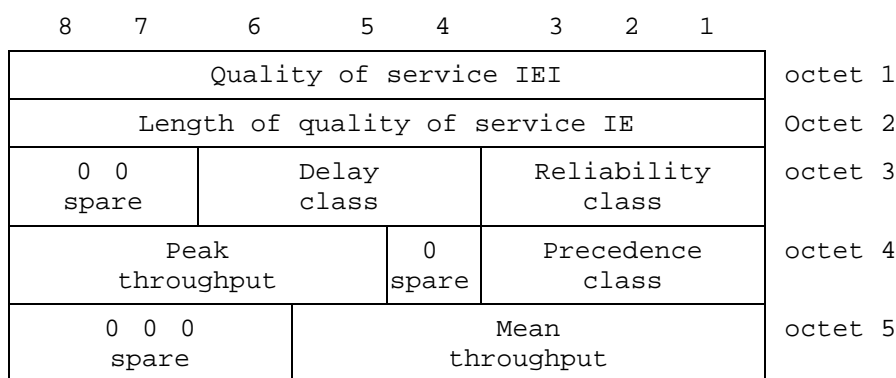 8 7 6 5 4 3 2 1
Quality of service IEI octet 1
Length of quality of service IE Octet 2
0 0 Delay Reliability octet 3
spare class class
Peak 0 Precedence octet 4
throughput spare class
0 0 0 Mean octet 5
spare throughput